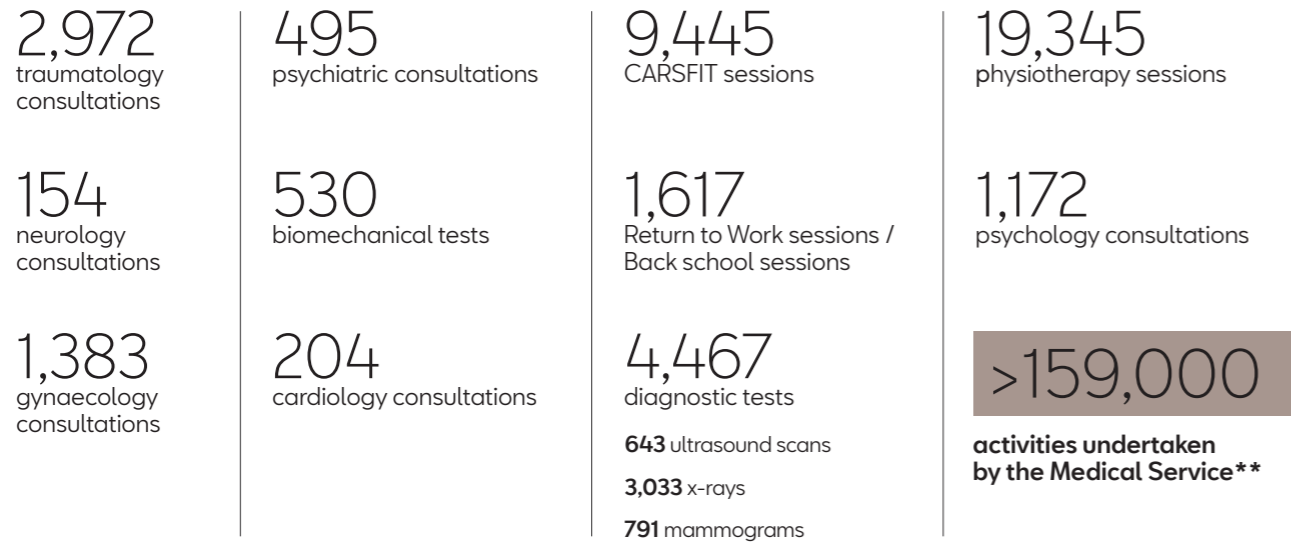 2,972
traumatology
consultations
154
neurology
consultations
1,383
gynaecology
consultations
495
psychiatric consultations
530
biomechanical tests
204
cardiology consultations
9,445
CARSFIT sessions
1,617
Return to Work sessions /
Back school sessions
4,467
diagnostic tests
643 ultrasound scans
3,033 x-rays
791 mammograms
19,345
physiotherapy sessions
1,172
psychology consultations
>159,000
activities undertaken
by the Medical Service**